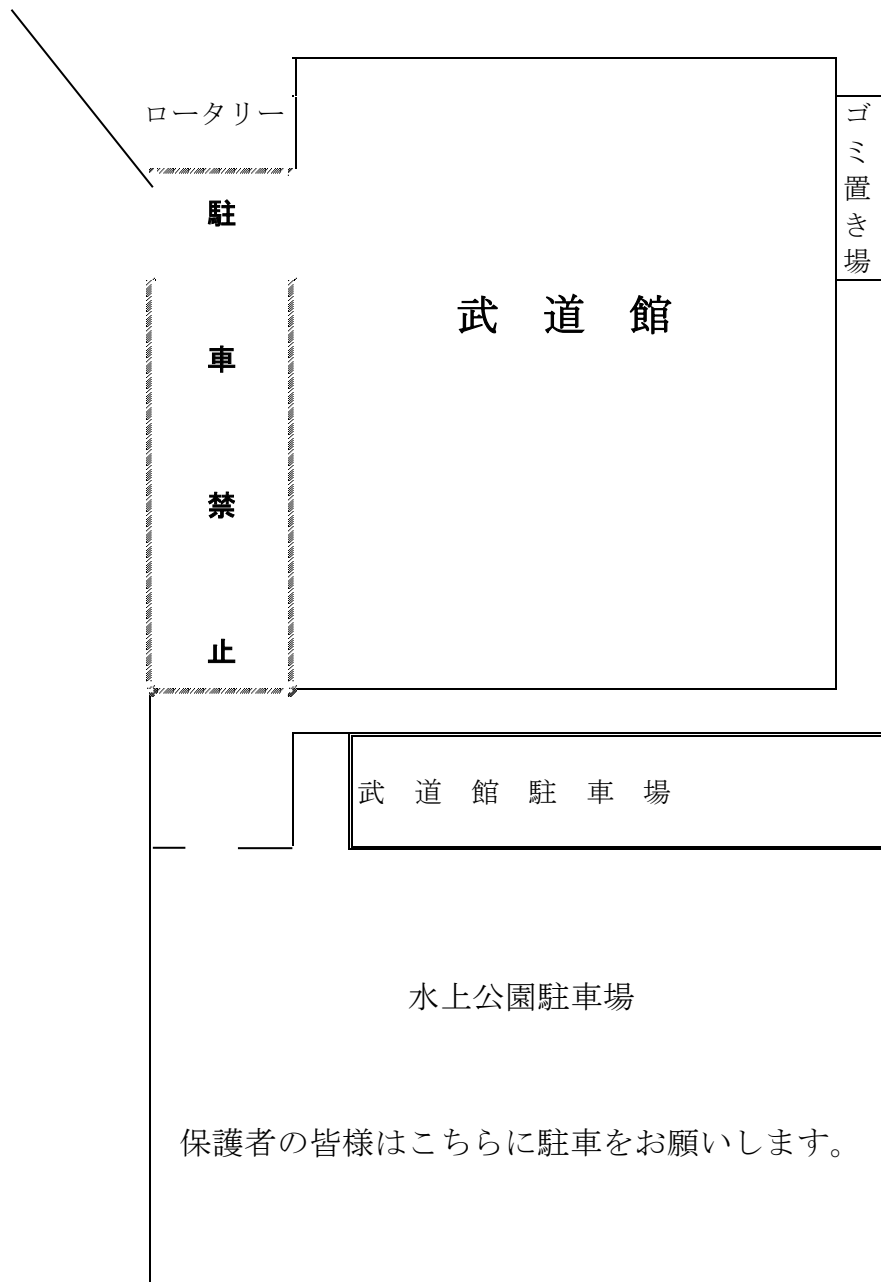 ロータリー
ゴミ置き場
駐車禁止
武　道　館
武　道　館　駐　車　場
水上公園駐車場
保護者の皆様はこちらに駐車をお願いします。